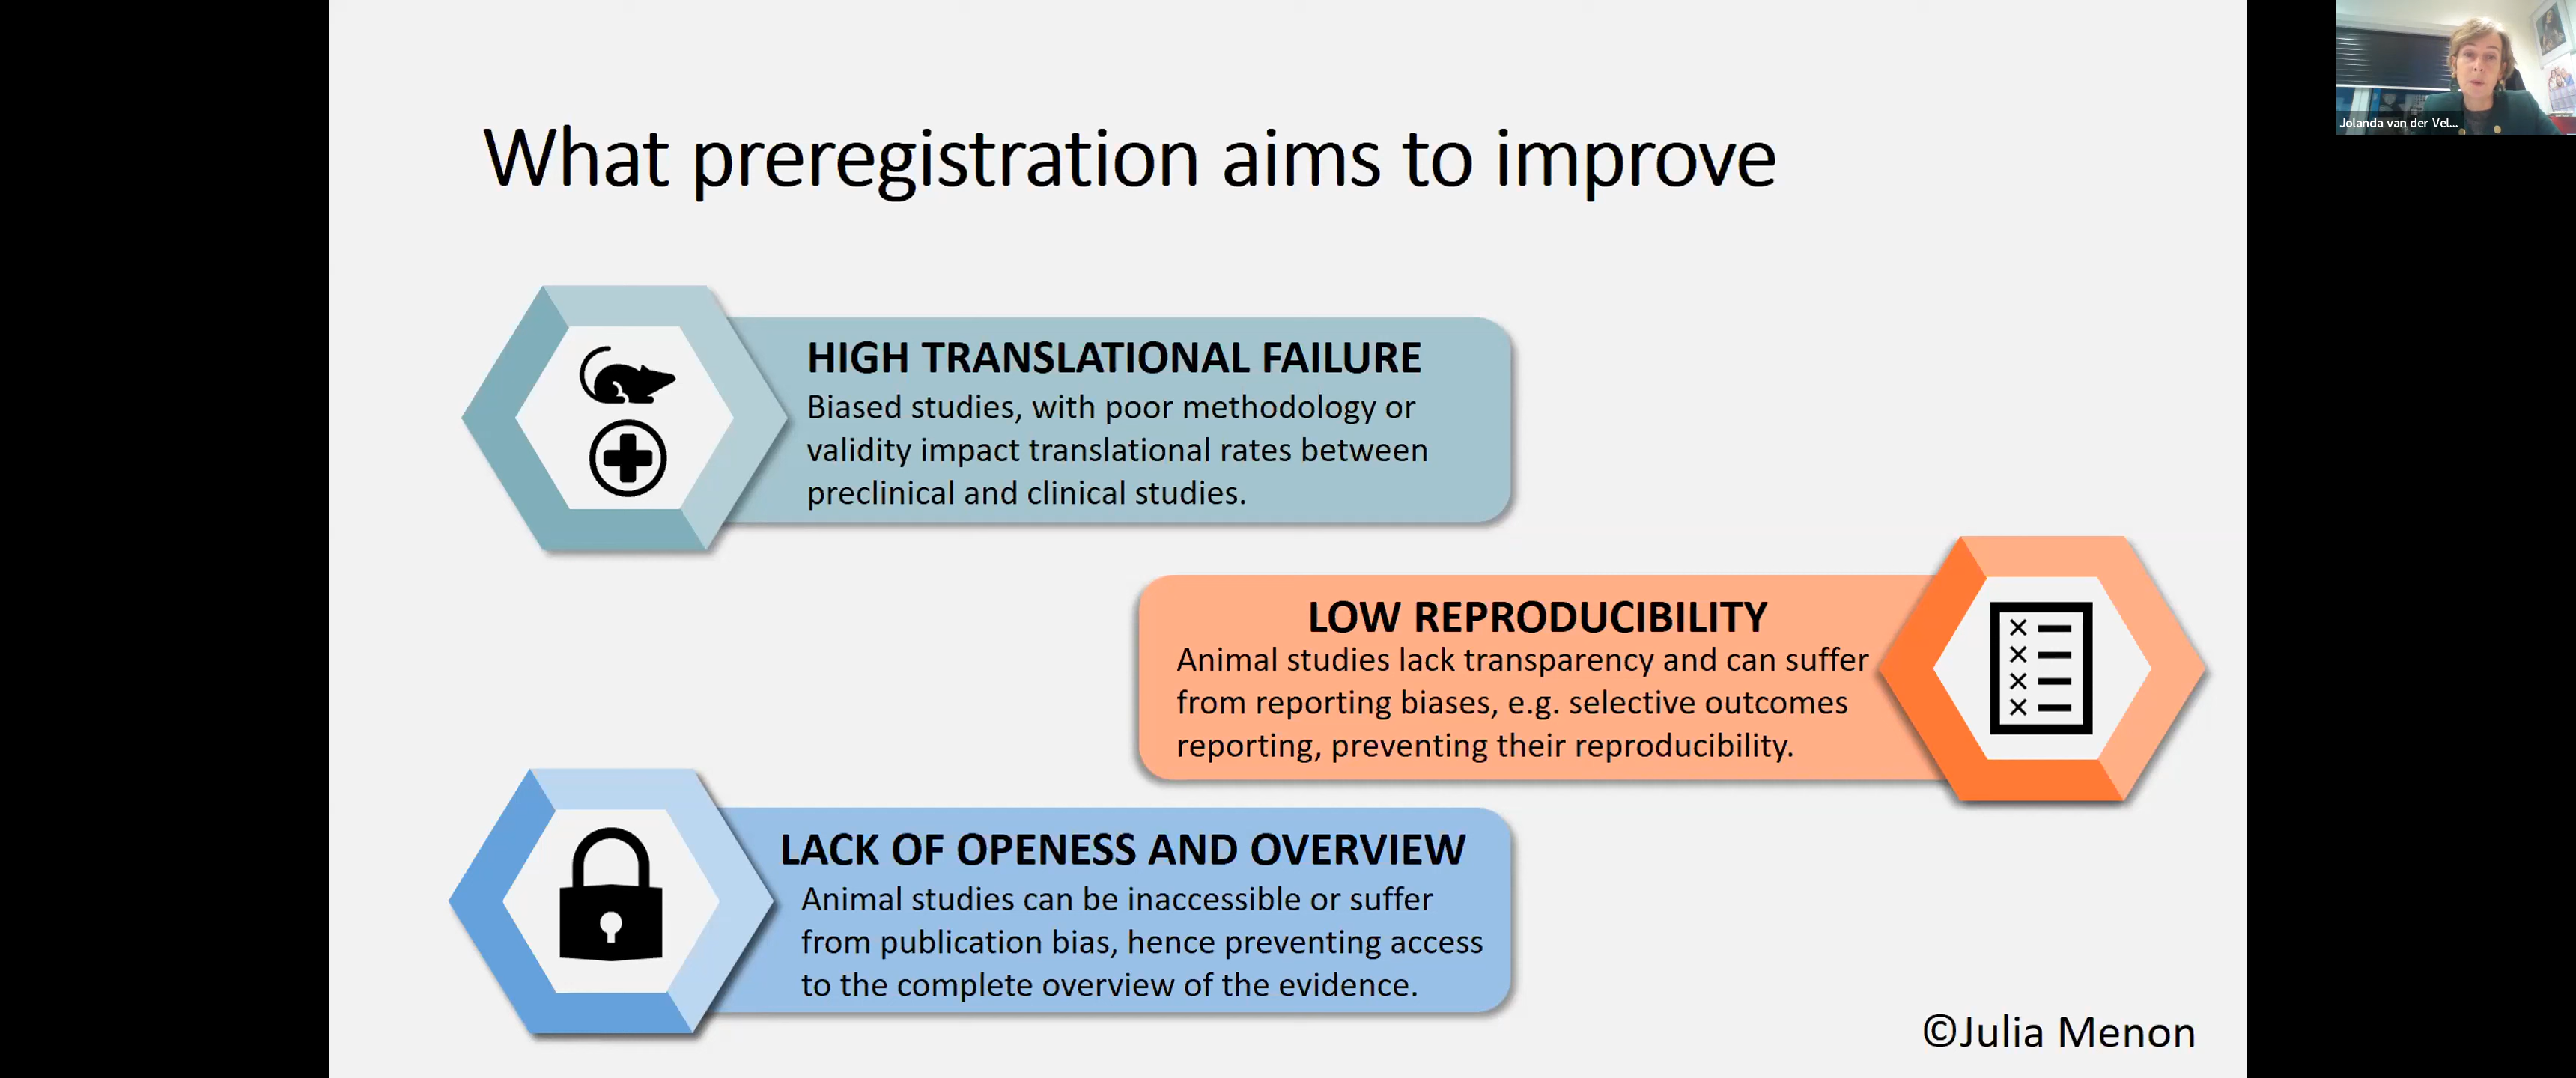 What preregistration aims to improve
HIGH TRANSLATIONAL FAILURE
Biased studies, with poor methodology or
validity impact translational rates between
preclinical and clinical studies.
LOW REPRODUCIBILITY
Animal studies lack transparency and can suffer
from reporting biases, e.g. selective outcomes
reporting, preventing their reproducibility.
LACK OF OPENESS AND OVERVIEW
Animal studies can be inaccessible or suffer
from publication bias, hence preventing access
to the complete overview of the evidence.
©Julia Menon
Jolanda van der Vel...